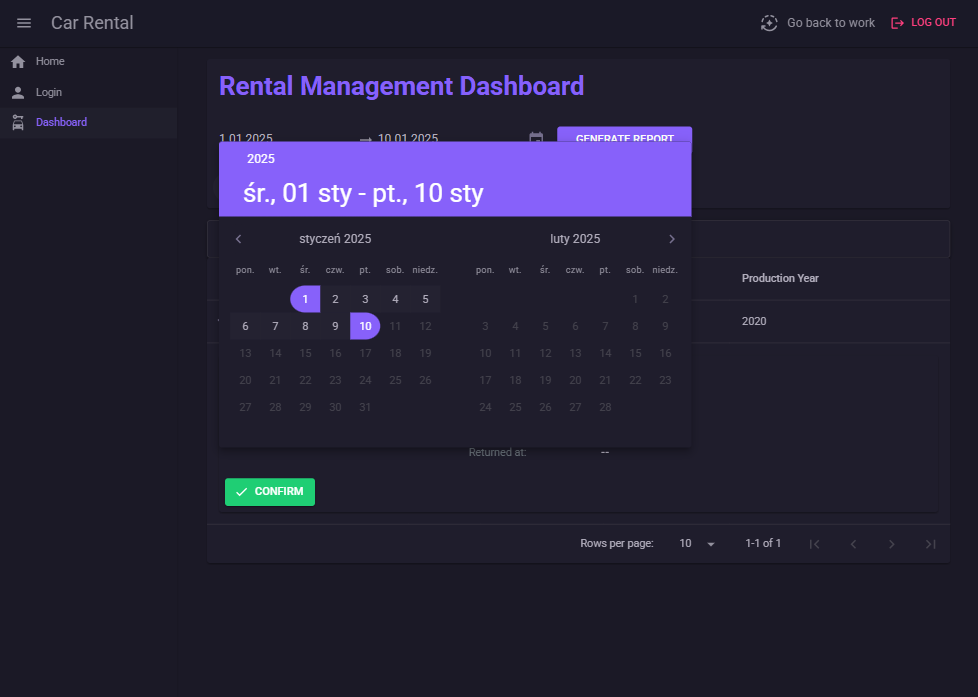 Car Rental
Go back to work
LOG OUT
Home
Login
Dashboard
Rental Management Dashboard
1.01.2025
10.01.2025
GENERATE REPORT
2025
śr., 01 sty - pt., 10 sty
styczeń 2025
luty 2025
pon. wt. śr. czw. pt. sob. niedz.
1 2 3 4 5
6 7 8 9 10 11 12
13 14 15 16 17 18 19
20 21 22 23 24 25 26
27 28 29 30 31
pon. wt. śr. czw. pt. sob. niedz.
1 2
3 4 5 6 7 8 9
10 11 12 13 14 15 16
17 18 19 20 21 22 23
24 25 26 27 28
Production Year
2020
Returned at: --
CONFIRM
Rows per page: 10 1-1 of 1